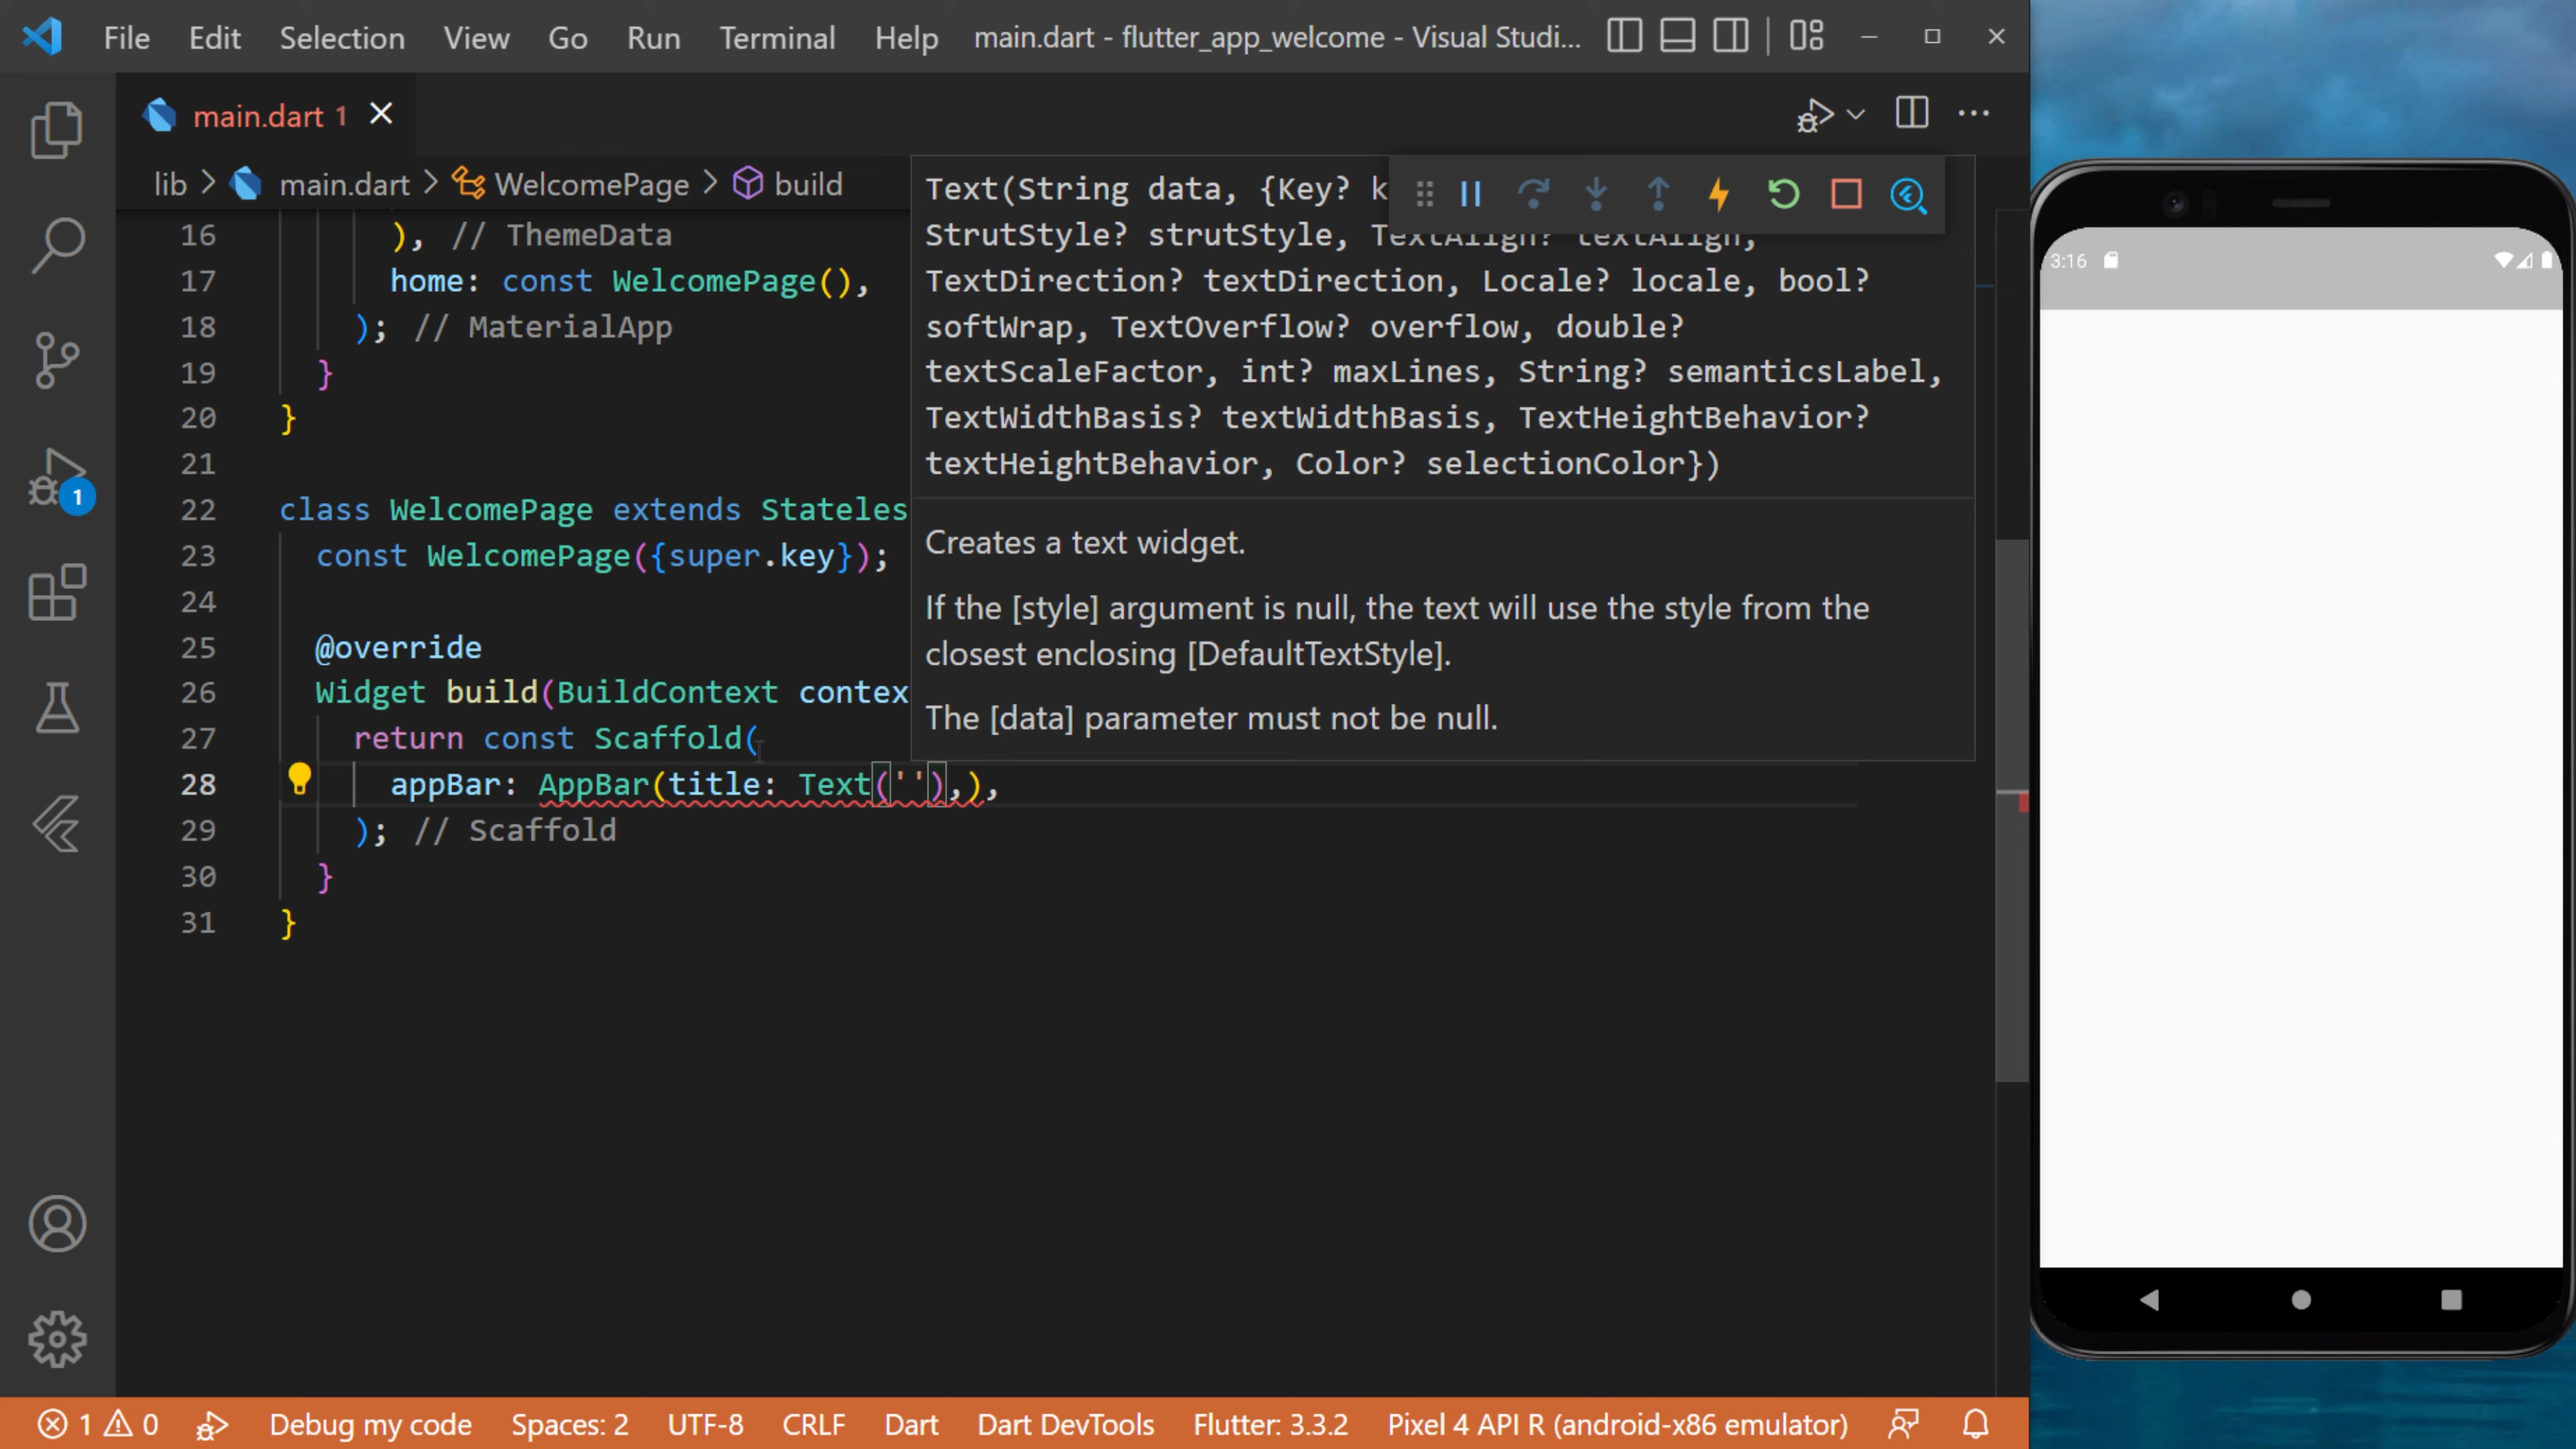 File Edit Selection View Go Run Terminal Help main.dart - flutter_app_welcome - Visual Studi...
main.dart 1
lib > main.dart > WelcomePage > build
16 ), // ThemeData
17 home: const WelcomePage(),
18 ); // MaterialApp
19 }
20 }
21
22 class WelcomePage extends Stateles
23 const WelcomePage({super.key});
24
25 @override
26 Widget build(BuildContext contex
27 return const Scaffold(
28 appBar: AppBar(title: Text(''),),
29 ); // Scaffold
30 }
31 }
Text(String data, {Key? k
StrutStyle? strutStyle, TextAlign? textAlign,
TextDirection? textDirection, Locale? locale, bool?
softWrap, TextOverflow? overflow, double?
textScaleFactor, int? maxLines, String? semanticsLabel,
TextWidthBasis? textWidthBasis, TextHeightBehavior?
textHeightBehavior, Color? selectionColor})
Creates a text widget.
If the [style] argument is null, the text will use the style from the
closest enclosing [DefaultTextStyle].
The [data] parameter must not be null.
1
3:16
1 0 Debug my code Spaces: 2 UTF-8 CRLF Dart Dart DevTools Flutter: 3.3.2 Pixel 4 API R (android-x86 emulator)